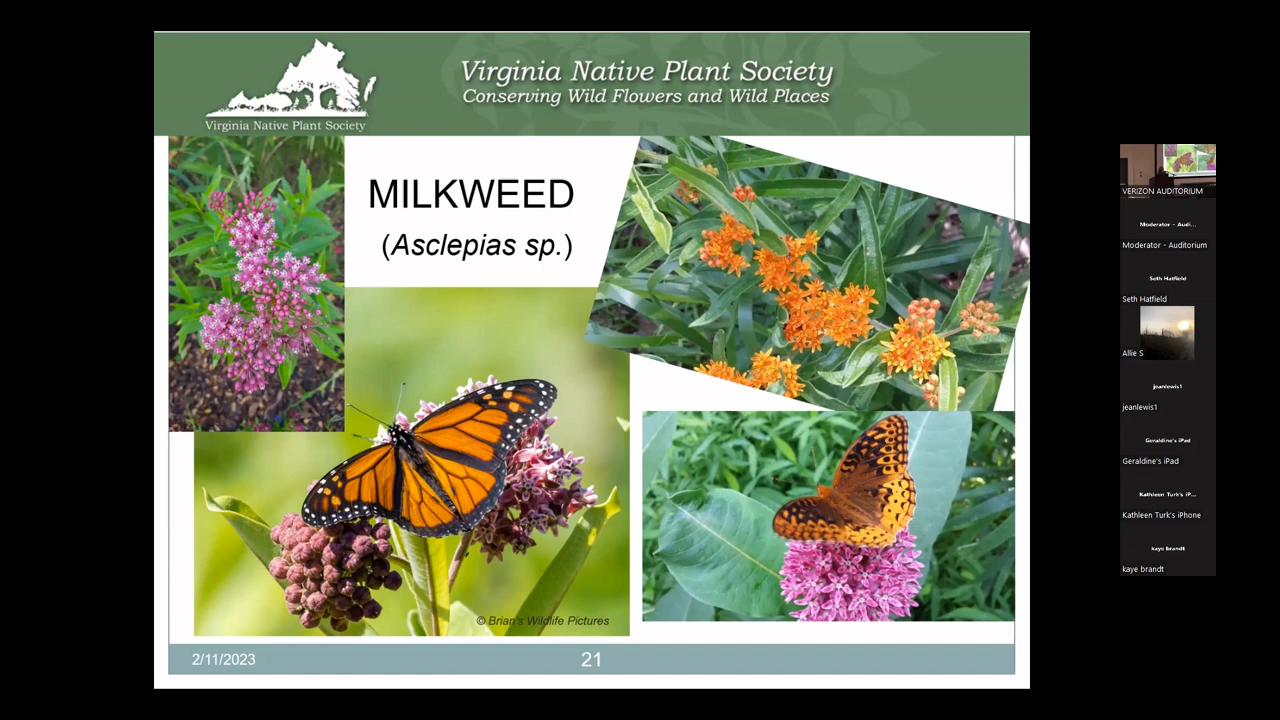 Virginia Native Plant Society
Conserving Wild Flowers and Wild Places
Virginia Native Plant Society
MILKWEED
(Asclepias sp.)
© Brian's Wildlife Pictures
2/11/2023
21
VERIZON AUDITORIUM
Moderator - Audi...
Moderator - Auditorium
Seth Hatfield
Seth Hatfield
Allie S
jeanlewis1
jeanlewis1
Geraldine's iPad
Geraldine's iPad
Kathleen Turk's iP...
Kathleen Turk's iPhone
kaye brandt
kaye brandt